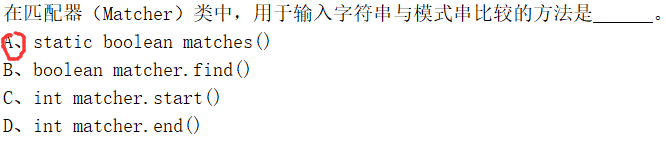 在匹配器（Matcher）类中，用于输入字符串与模式串比较的方法是______。
A、static boolean matches()
B、boolean matcher.find()
C、int matcher.start()
D、int matcher.end()